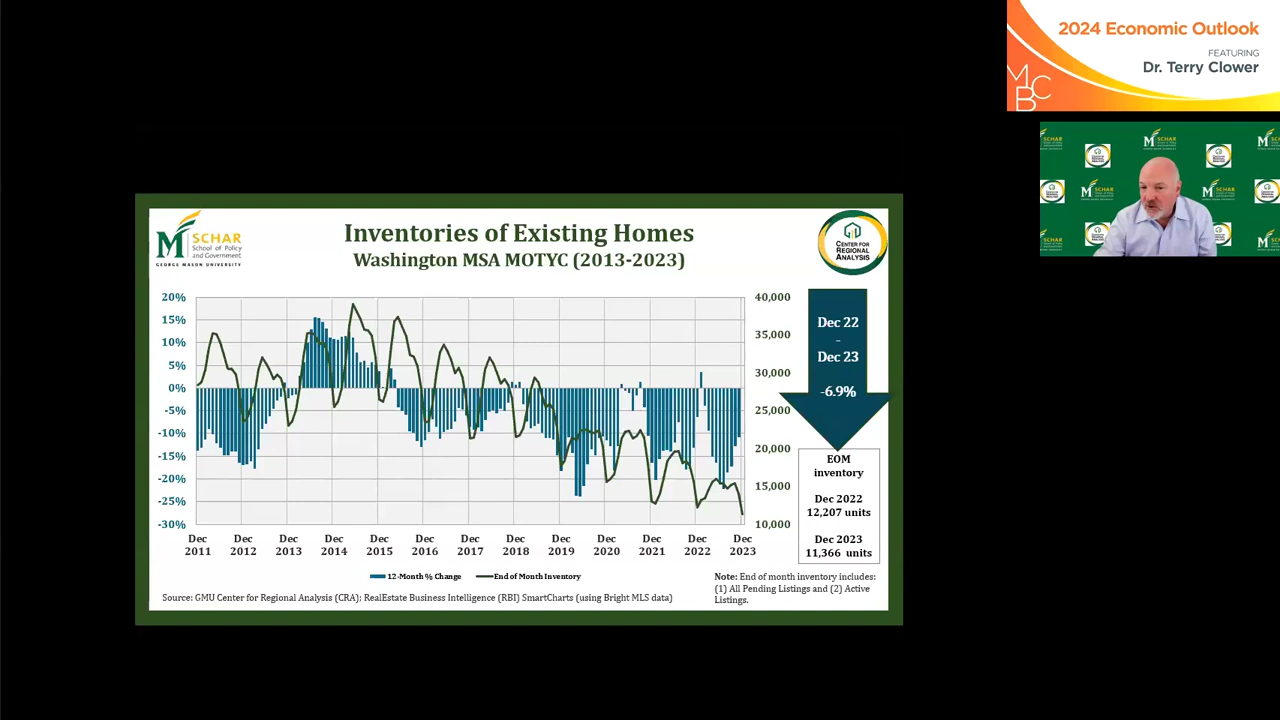 2024 Economic Outlook
FEATURING
Dr. Terry Clower
MCBC
M SCHAR
School of Policy
and Government
GEORGE MASON UNIVERSITY
Inventories of Existing Homes
Washington MSA MOTYC (2013-2023)
CENTER FOR
REGIONAL
ANALYSIS
20%
15%
10%
5%
0%
-5%
-10%
-15%
-20%
-25%
-30%
40,000
35,000
30,000
25,000
20,000
15,000
10,000
Dec 2011
Dec 2012
Dec 2013
Dec 2014
Dec 2015
Dec 2016
Dec 2017
Dec 2018
Dec 2019
Dec 2020
Dec 2021
Dec 2022
Dec 2023
12-Month % Change
End of Month Inventory
Dec 22
-
Dec 23
-6.9%
EOM
inventory
Dec 2022
12,207 units
Dec 2023
11,366 units
Source: GMU Center for Regional Analysis (CRA); RealEstate Business Intelligence (RBI) SmartCharts (using Bright MLS data)
Note: End of month inventory includes:
(1) All Pending Listings and (2) Active
Listings.